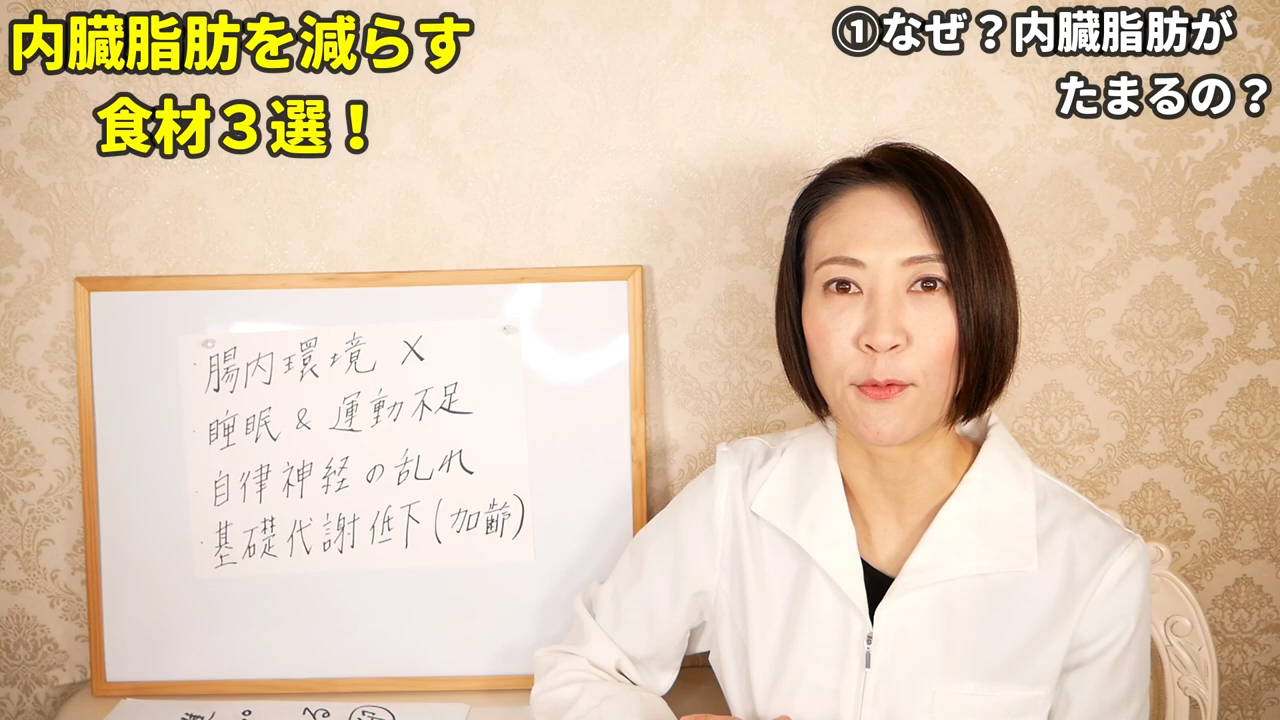 内臓脂肪を減らす
食材３選！
①なぜ？内臓脂肪が
たまるの？
腸内環境 ×
睡眠 & 運動不足
自律神経の乱れ
基礎代謝低下(加齢)